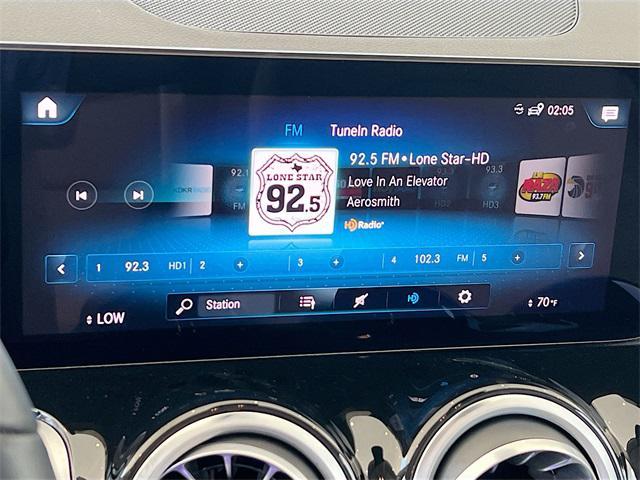 02:05
FM TuneIn Radio
92.5 FM•Lone Star-HD
Love In An Elevator
Aerosmith
HD Radio
LONE STAR
92.5
KDKR RADIO
92.1
FM
93.3
HD2
HD3
93.7 FM
1 92.3 HD1 2 + 3 + 4 102.3 FM 5 +
Station
HD
LOW
70°F